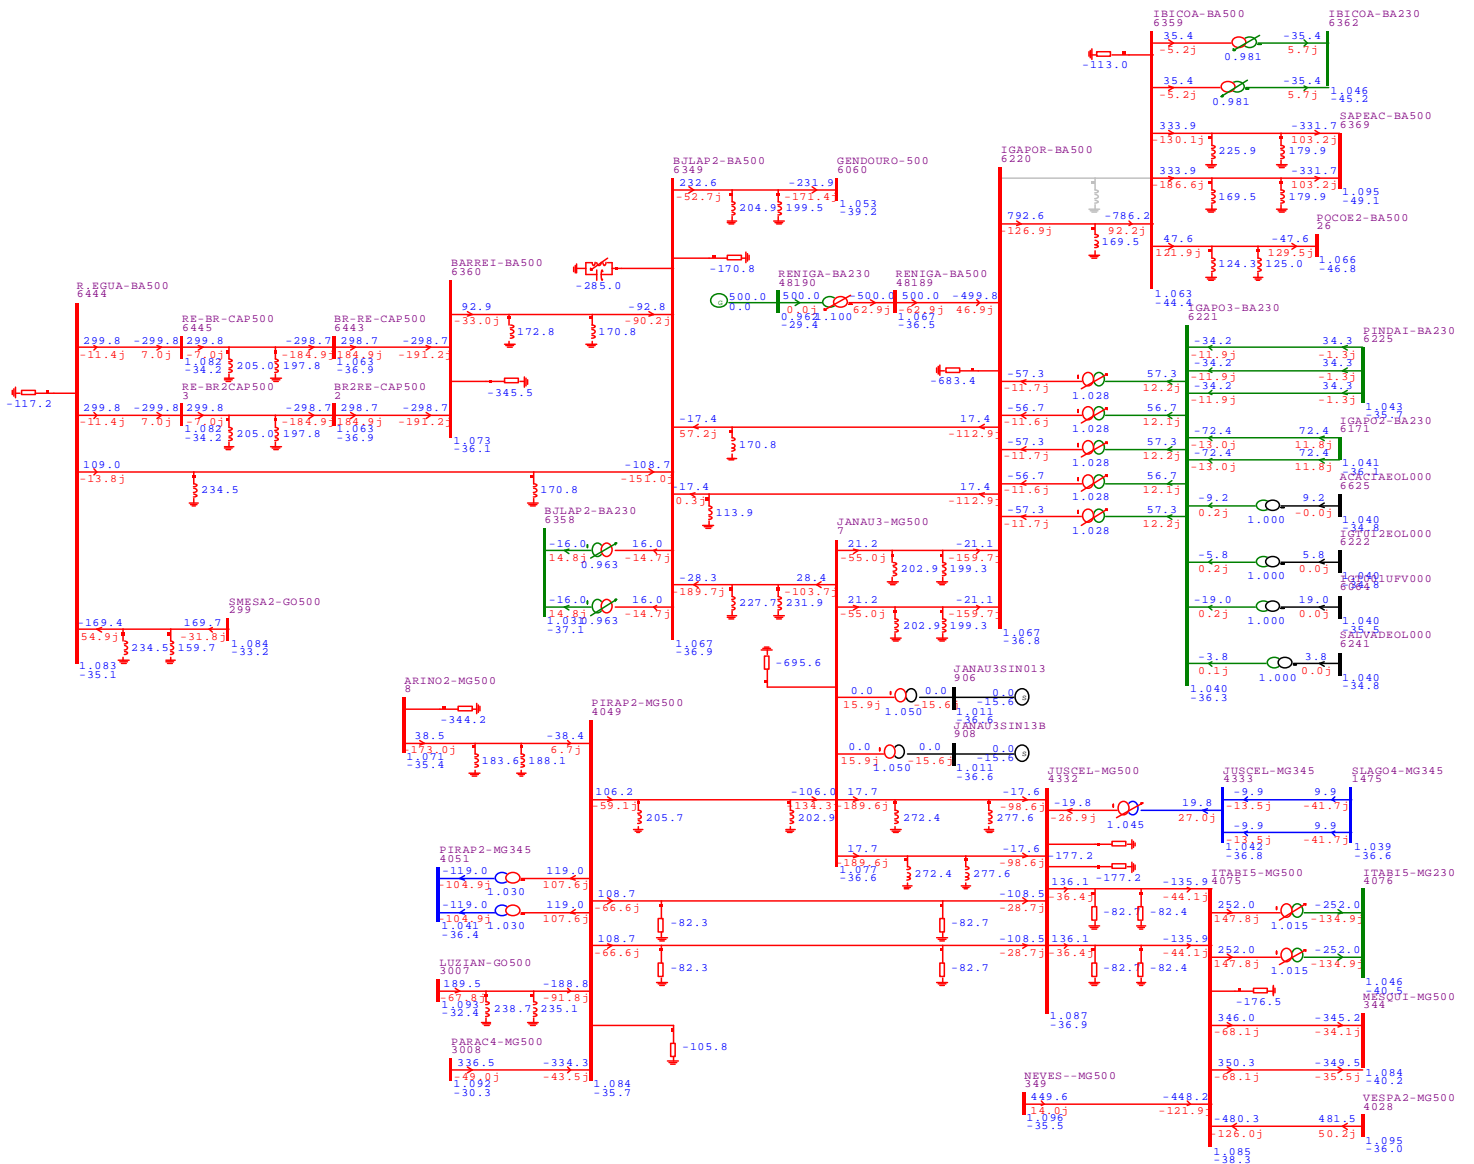 IBICOA-BA500
6359
IBICOA-BA230
6362
35.4
-5.2j
-35.4
5.7j
0.981
-113.0
35.4
-5.2j
-35.4
5.7j
0.981
1.046
-45.2
SAPEAC-BA500
6369
333.9
-130.1j
-331.7
103.2j
225.9
179.9
333.9
-186.6j
-331.7
103.2j
169.5
179.9
1.095
-49.1
POCOE2-BA500
26
47.6
121.9j
-47.6
129.5j
124.3
125.0
1.066
-46.8
1.063
-44.4
IGAPOR-BA500
6220
792.6
-126.9j
-786.2
92.2j
169.5
BJLAP2-BA500
6349
GENDOURO-500
6060
232.6
-52.7j
-231.9
-171.4j
204.9
199.5
1.053
-39.2
-170.8
-285.0
RENIGA-BA230
48190
RENIGA-BA500
48189
500.0
0.0
500.0
0.0j
-500.0
62.9j
500.0
-62.9j
-499.8
46.9j
0.962
-29.4
1.100
1.067
-36.5
-683.4
BARREI-BA500
6360
92.9
-33.0j
-92.8
-90.2j
172.8
170.8
-345.5
1.073
-36.1
R.EGUA-BA500
6444
RE-BR-CAP500
6445
BR-RE-CAP500
6443
299.8
-11.4j
-299.8
7.0j
299.8
-7.0j
-298.7
-184.9j
298.7
184.9j
-298.7
-191.2j
1.082
-34.2
205.0
197.8
1.063
-36.9
RE-BR2CAP500
3
BR2RE-CAP500
2
299.8
-11.4j
-299.8
7.0j
299.8
-7.0j
-298.7
-184.9j
298.7
184.9j
-298.7
-191.2j
1.082
-34.2
205.0
197.8
1.063
-36.9
-117.2
109.0
-13.8j
-108.7
-151.0j
234.5
170.8
SMESA2-GO500
299
-169.4
54.9j
169.7
-31.8j
234.5
159.7
1.084
-33.2
1.083
-35.1
-17.4
57.2j
17.4
-112.9j
170.8
-17.4
0.3j
17.4
-112.9j
113.9
BJLAP2-BA230
6358
-16.0
14.8j
16.0
-14.7j
0.963
-16.0
14.8j
16.0
-14.7j
0.963
1.031
-37.1
-28.3
-189.7j
28.4
-103.7j
227.7
231.9
1.067
-36.9
JANAU3-MG500
7
21.2
-55.0j
-21.1
-159.7j
202.9
199.3
21.2
-55.0j
-21.1
-159.7j
202.9
199.3
1.067
-36.8
-57.3
-11.7j
57.3
12.2j
1.028
-56.7
-11.6j
56.7
12.1j
1.028
-57.3
-11.7j
57.3
12.2j
1.028
-56.7
-11.6j
56.7
12.1j
1.028
-57.3
-11.7j
57.3
12.2j
1.028
IGAPO3-BA230
6221
PINDAI-BA230
6225
-34.2
-11.9j
34.3
-1.3j
-34.2
-11.9j
34.3
-1.3j
-34.2
-11.9j
34.3
-1.3j
1.043
-35.7
IGAPO2-BA230
6171
-72.4
-13.0j
72.4
11.8j
-72.4
-13.0j
72.4
11.8j
1.041
-36.1
ACACIAEOL000
6625
-9.2
0.2j
9.2
-0.0j
1.000
1.040
-34.8
6222
-5.8
0.2j
5.8
0.0j
1.000
-19.0
0.2j
19.0
0.0j
1.000
1.040
-35.5
SALVADEOL000
6241
-3.8
0.1j
3.8
0.0j
1.000
1.040
-34.8
1.040
-36.3
-695.6
JANAU3SIN013
906
0.0
15.9j
0.0
-15.6j
0.0
-15.6
1.050
1.011
-36.6
JANAU3SIN13B
908
0.0
15.9j
0.0
-15.6j
0.0
-15.6
1.050
1.011
-36.6
ARINO2-MG500
8
-344.2
38.5
-173.0j
-38.4
6.7j
183.6
188.1
1.071
-35.4
PIRAP2-MG500
4049
106.2
-59.1j
-106.0
-134.3j
205.7
202.9
17.7
-189.6j
-17.6
-98.6j
272.4
277.6
17.7
-189.6j
-17.6
-98.6j
272.4
277.6
1.077
-36.6
PIRAP2-MG345
4051
-119.0
-104.9j
119.0
107.6j
1.030
-119.0
-104.9j
119.0
107.6j
1.030
1.041
-36.4
108.7
-66.6j
-108.5
-28.7j
-82.3
-82.7
108.7
-66.6j
-108.5
-28.7j
-82.3
-82.7
LUZIAN-GO500
3007
189.5
-67.8j
-188.8
-91.8j
238.7
235.1
1.093
-32.4
-105.8
PARAC4-MG500
3008
336.5
-49.0j
-334.3
-43.5j
1.092
-30.3
1.084
-35.7
JUSCEL-MG500
4332
JUSCEL-MG345
4333
SLAGO4-MG345
1475
-19.8
-26.9j
19.8
27.0j
1.045
-9.9
-13.5j
9.9
-41.7j
-9.9
-13.5j
9.9
-41.7j
1.042
-36.8
1.039
-36.6
-177.2
-177.2
136.1
-36.4j
-135.9
-44.1j
-82.7
-82.4
136.1
-36.4j
-135.9
-44.1j
-82.7
-82.4
1.087
-36.9
ITABI5-MG500
4075
ITABI5-MG230
4076
252.0
147.8j
-252.0
-134.9j
1.015
252.0
147.8j
-252.0
-134.9j
1.015
1.046
-40.5
-176.5
MESQUI-MG500
344
346.0
-68.1j
-345.2
-34.1j
350.3
-68.1j
-349.5
-35.5j
1.084
-40.2
NEVES--MG500
349
449.6
14.0j
-448.2
-121.9j
1.096
-35.5
VESPA2-MG500
4028
-480.3
-126.0j
481.5
50.2j
1.095
-36.0
1.085
-38.3